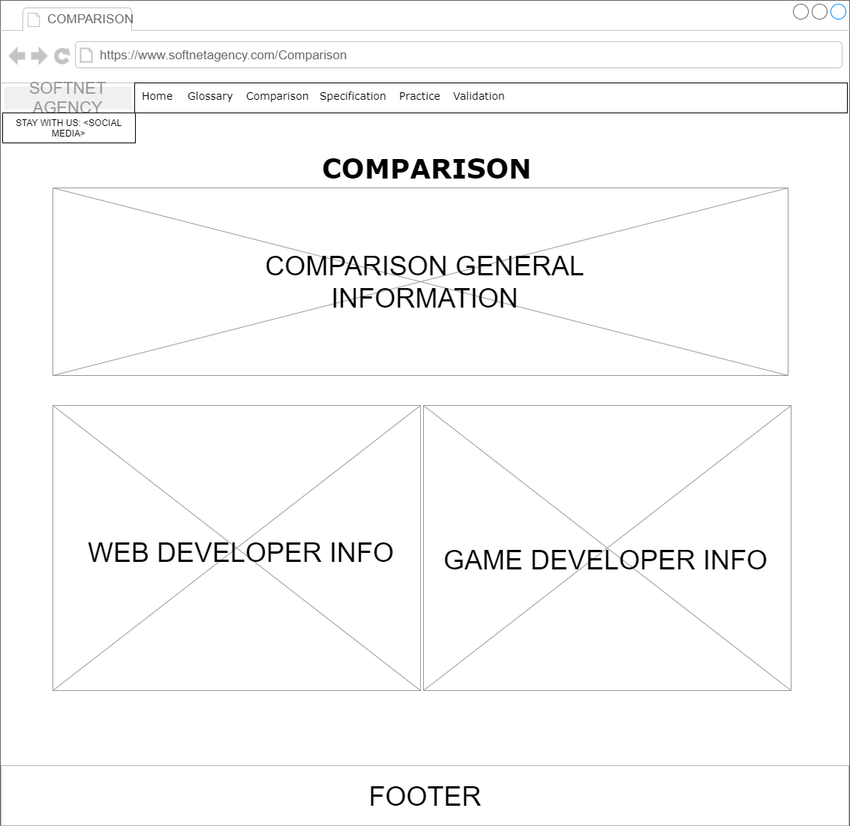 COMPARISON
https://www.softnetagency.com/Comparison
SOFTNET
AGENCY
Home Glossary Comparison Specification Practice Validation
STAY WITH US: <SOCIAL
MEDIA>
COMPARISON
COMPARISON GENERAL
INFORMATION
WEB DEVELOPER INFO
GAME DEVELOPER INFO
FOOTER